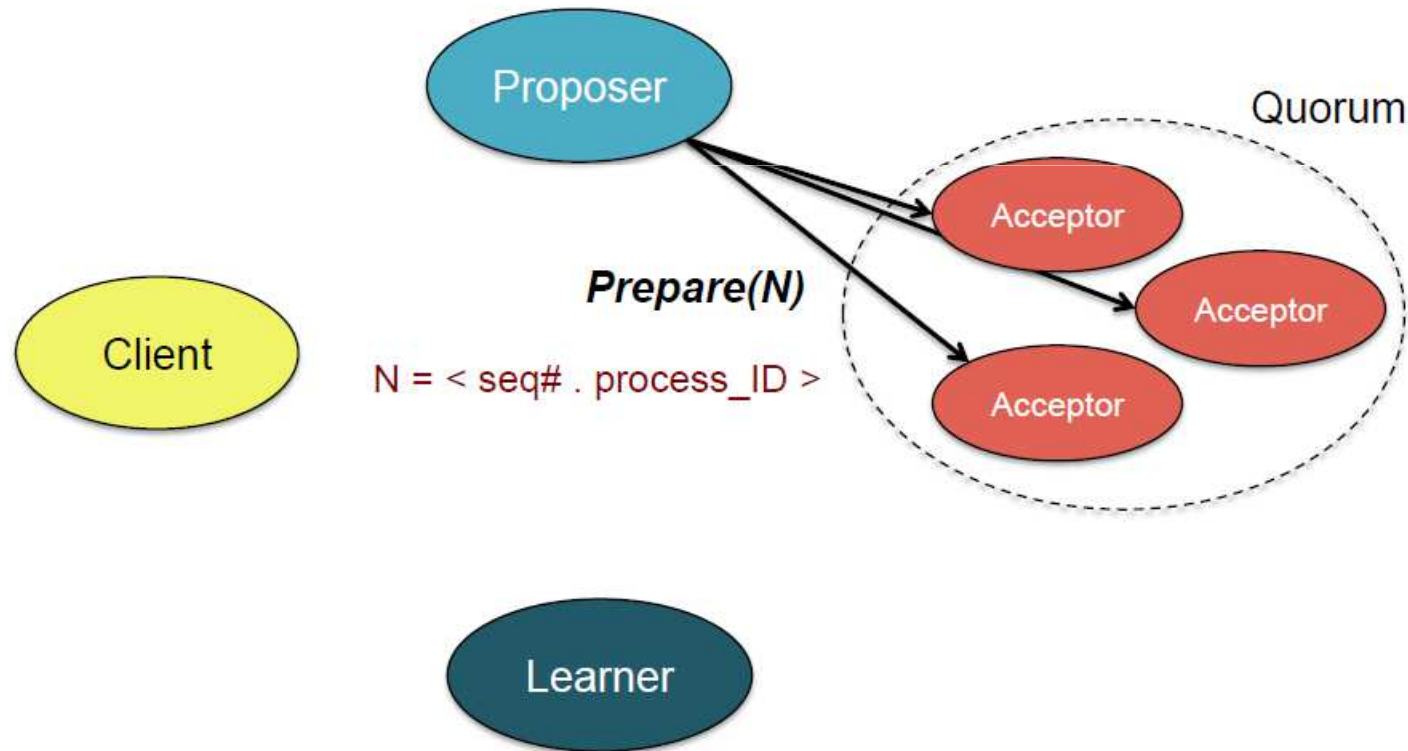 Proposer
Quorum
Acceptor
Prepare(N)
Acceptor
Client
N = < seq# . process_ID >
Acceptor
Learner